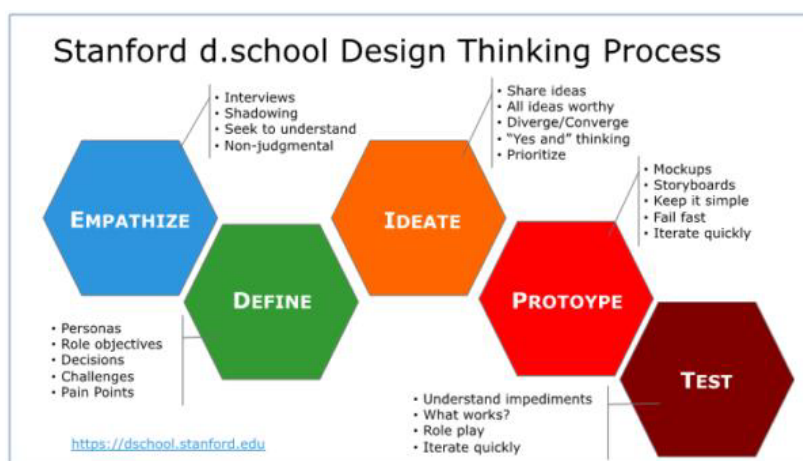 Stanford d.school Design Thinking Process
• Interviews
• Shadowing
• Seek to understand
• Non-judgmental
EMPATHIZE
• Personas
• Role objectives
• Decisions
• Challenges
• Pain Points
DEFINE
• Share ideas
• All ideas worthy
• Diverge/Converge
• “Yes and” thinking
• Prioritize
IDEATE
• Mockups
• Storyboards
• Keep it simple
• Fail fast
• Iterate quickly
PROTOYPE
• Understand impediments
• What works?
• Role play
• Iterate quickly
TEST
https://dschool.stanford.edu